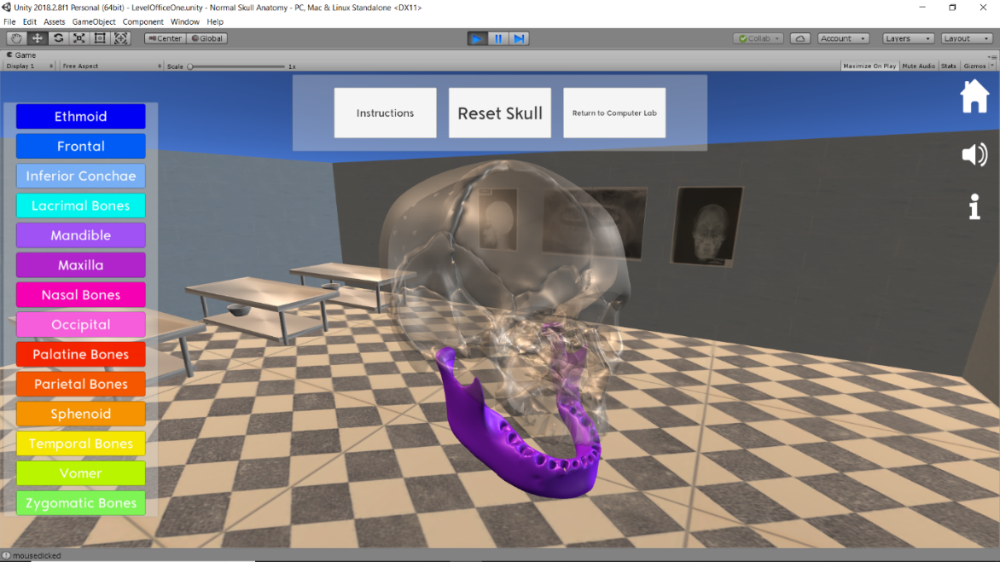 Unity 2018.2.8f1 Personal (64bit) - LevelOfficeOne.unity - Normal Skull Anatomy - PC, Mac & Linux Standalone <DX11>
File Edit Assets GameObject Component Window Help
Center Global Collab Account Layers Layout
Game
Display 1 Free Aspect Scale 1x Maximize On Play Mute Audio Stats Gizmos
Instructions Reset Skull Return to Computer Lab
Ethmoid
Frontal
Inferior Conchae
Lacrimal Bones
Mandible
Maxilla
Nasal Bones
Occipital
Palatine Bones
Parietal Bones
Sphenoid
Temporal Bones
Vomer
Zygomatic Bones
mouseclicked